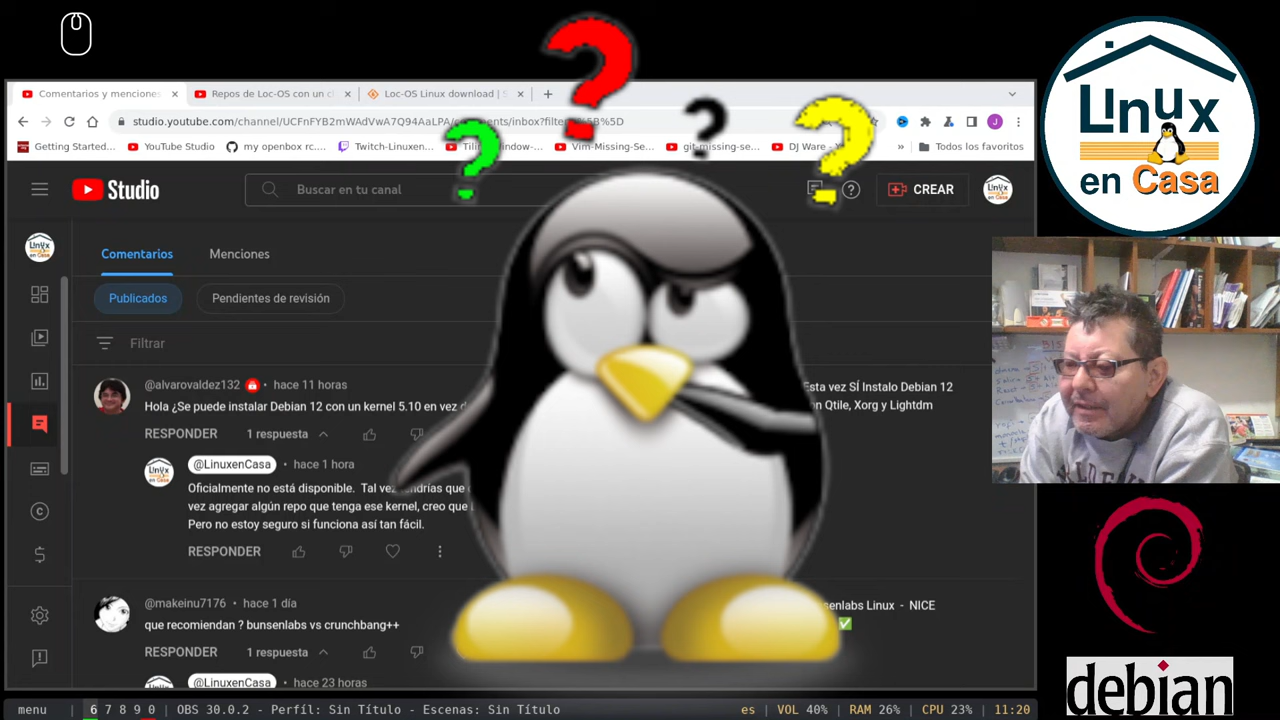 Comentarios y menciones
Repos de Loc-OS con un cl
Loc-OS Linux download | S
studio.youtube.com/channel/UCFnFYB2mWAdVwA7Q94AaLPA/
Getting Started...
YouTube Studio
my openbox rc...
Twitch-Linuxen...
Vim-Missing-Se...
git-missing-se...
DJ Ware - Y
»
Todos los favoritos
Studio
Buscar en tu canal
CREAR
Comentarios
Menciones
Publicados
Pendientes de revisión
Filtrar
@alvarovaldez132 • hace 11 horas
Hola ¿Se puede instalar Debian 12 con un kernel 5.10 en vez
RESPONDER
1 respuesta
@LinuxenCasa • hace 1 hora
Oficialmente no está disponible. Tal vez
vez agregar algún repo que tenga ese kernel, creo que
Pero no estoy seguro si funciona así tan fácil.
RESPONDER
@makeinu7176 • hace 1 día
que recomiendan ? bunsenlabs vs crunchbang++
RESPONDER
1 respuesta
@LinuxenCasa • hace 23 horas
Esta vez SÍ Instalo Debian 12
Qtile, Xorg y Lightdm
Linux - NICE
? ? ? ?
LInUx
en Casa
debian
menu | 6 7 8 9 0 | OBS 30.0.2 - Perfíl: Sin Título - Escenas: Sin Título
es | VOL 40% | RAM 26% | CPU 23% | 11:20